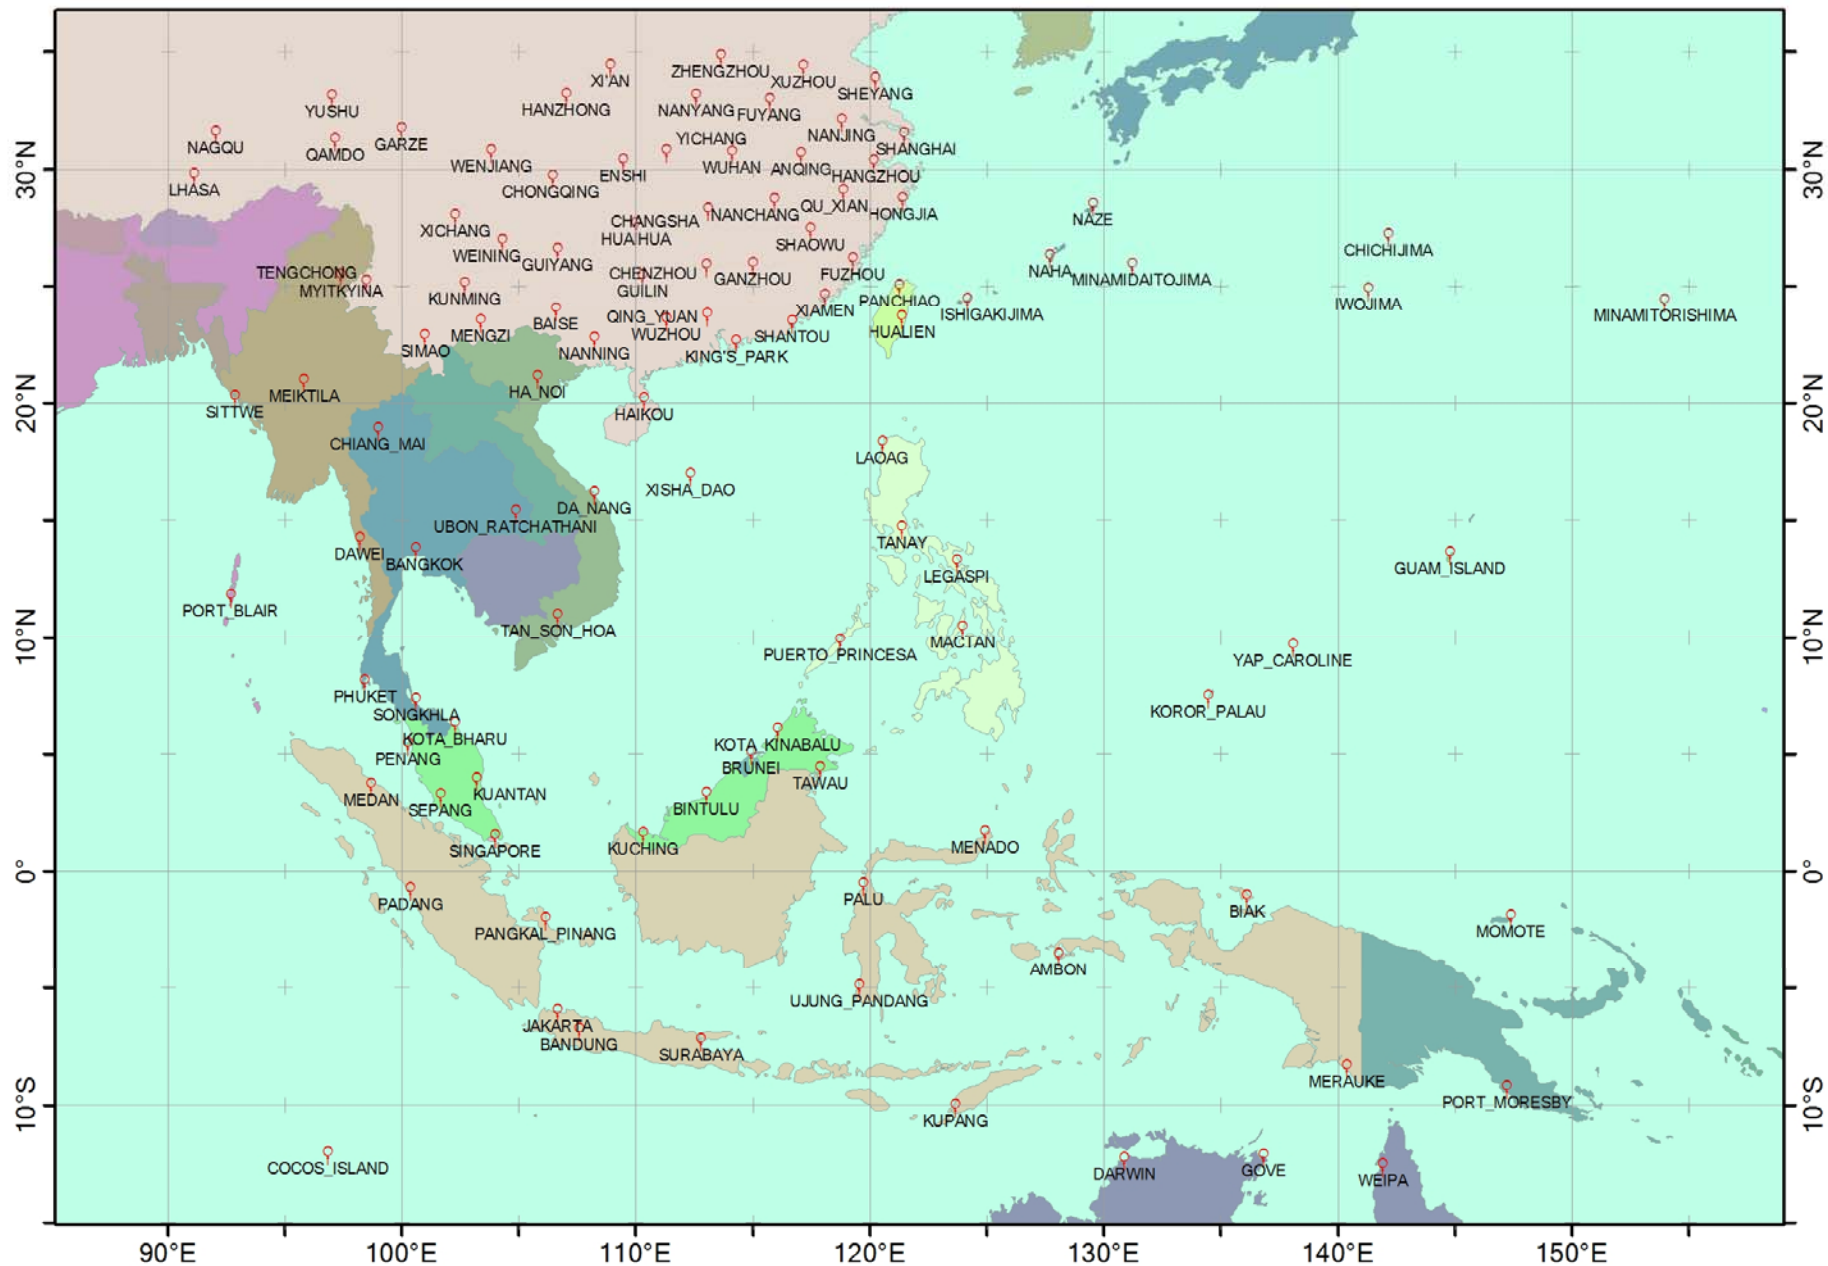 XI'AN
ZHENGZHOU
XUZHOU
SHEYANG
YUSHU
HANZHONG
NANYANG
FUYANG
NANJING
NAGQU
QAMDO
GARZE
YICHANG
SHANGHAI
WENJIANG
ENSHI
WUHAN
ANQING
HANGZHOU
30°N
30°N
LHASA
CHONGQING
QU_XIAN
HONGJIA
NAZE
XICHANG
CHANGSHA
NANCHANG
HUAIHUA
SHAOWU
CHICHIJIMA
WEINING
GUIYANG
TENGCHONG
CHENZHOU
GANZHOU
FUZHOU
NAHA
MINAMIDAITOJIMA
MYITKYINA
KUNMING
GUILIN
PANCHIAO
IWOJIMA
MINAMITORISHIMA
BAISE
QING_YUAN
XIAMEN
ISHIGAKIJIMA
MENGZI
WUZHOU
SHANTOU
HUALIEN
SIMAO
NANNING
KING'S_PARK
MEIKTILA
HA_NOI
20°N
20°N
SITTWE
HAIKOU
CHIANG_MAI
LAOAG
XISHA_DAO
DA_NANG
UBON_RATCHATHANI
TANAY
DAWEI
BANGKOK
LEGASPI
GUAM_ISLAND
PORT_BLAIR
TAN_SON_HOA
10°N
10°N
MACTAN
PUERTO_PRINCESA
YAP_CAROLINE
PHUKET
SONGKHLA
KOROR_PALAU
KOTA_BHARU
KOTA_KINABALU
PENANG
BRUNEI
TAWAU
MEDAN
KUANTAN
SEPANG
BINTULU
SINGAPORE
KUCHING
MENADO
0°
0°
PADANG
PALU
BIAK
PANGKAL_PINANG
MOMOTE
AMBON
UJUNG_PANDANG
JAKARTA
BANDUNG
SURABAYA
MERAUKE
PORT_MORESBY
10°S
10°S
KUPANG
COCOS_ISLAND
DARWIN
GOVE
WEIPA
90°E 100°E 110°E 120°E 130°E 140°E 150°E